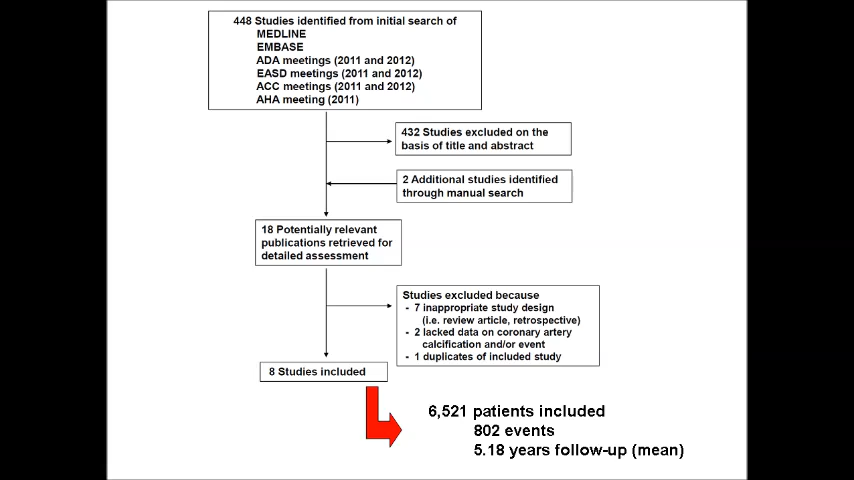 448 Studies identified from initial search of
MEDLINE
EMBASE
ADA meetings (2011 and 2012)
EASD meetings (2011 and 2012)
ACC meetings (2011 and 2012)
AHA meeting (2011)
432 Studies excluded on the
basis of title and abstract
2 Additional studies identified
through manual search
18 Potentially relevant
publications retrieved for
detailed assessment
Studies excluded because
- 7 inappropriate study design
(i.e. review article, retrospective)
- 2 lacked data on coronary artery
calcification and/or event
- 1 duplicates of included study
8 Studies included
6,521 patients included
802 events
5.18 years follow-up (mean)